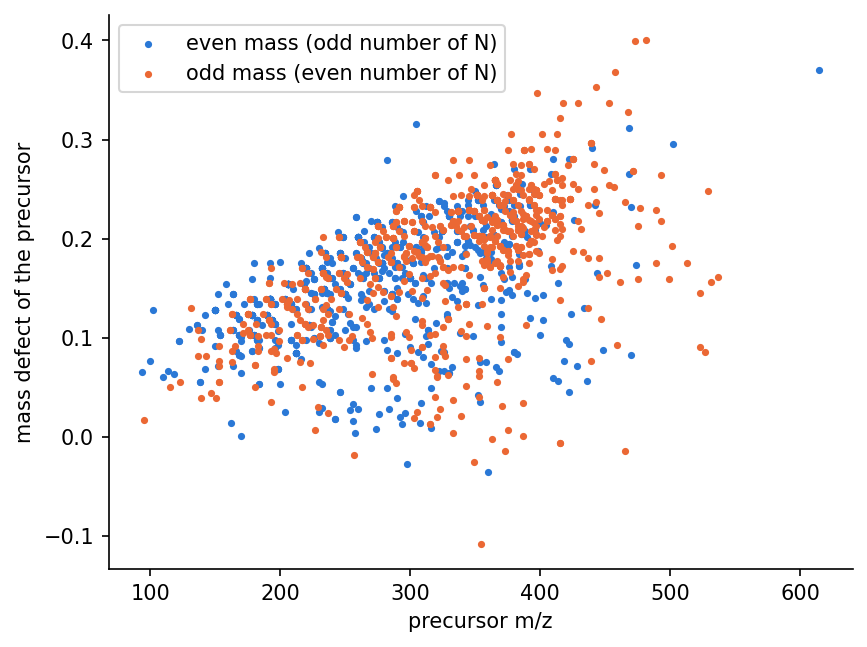 even mass (odd number of N)
odd mass (even number of N)
0.4
0.3
0.2
0.1
0.0
−0.1
mass defect of the precursor
100 200 300 400 500 600
precursor m/z